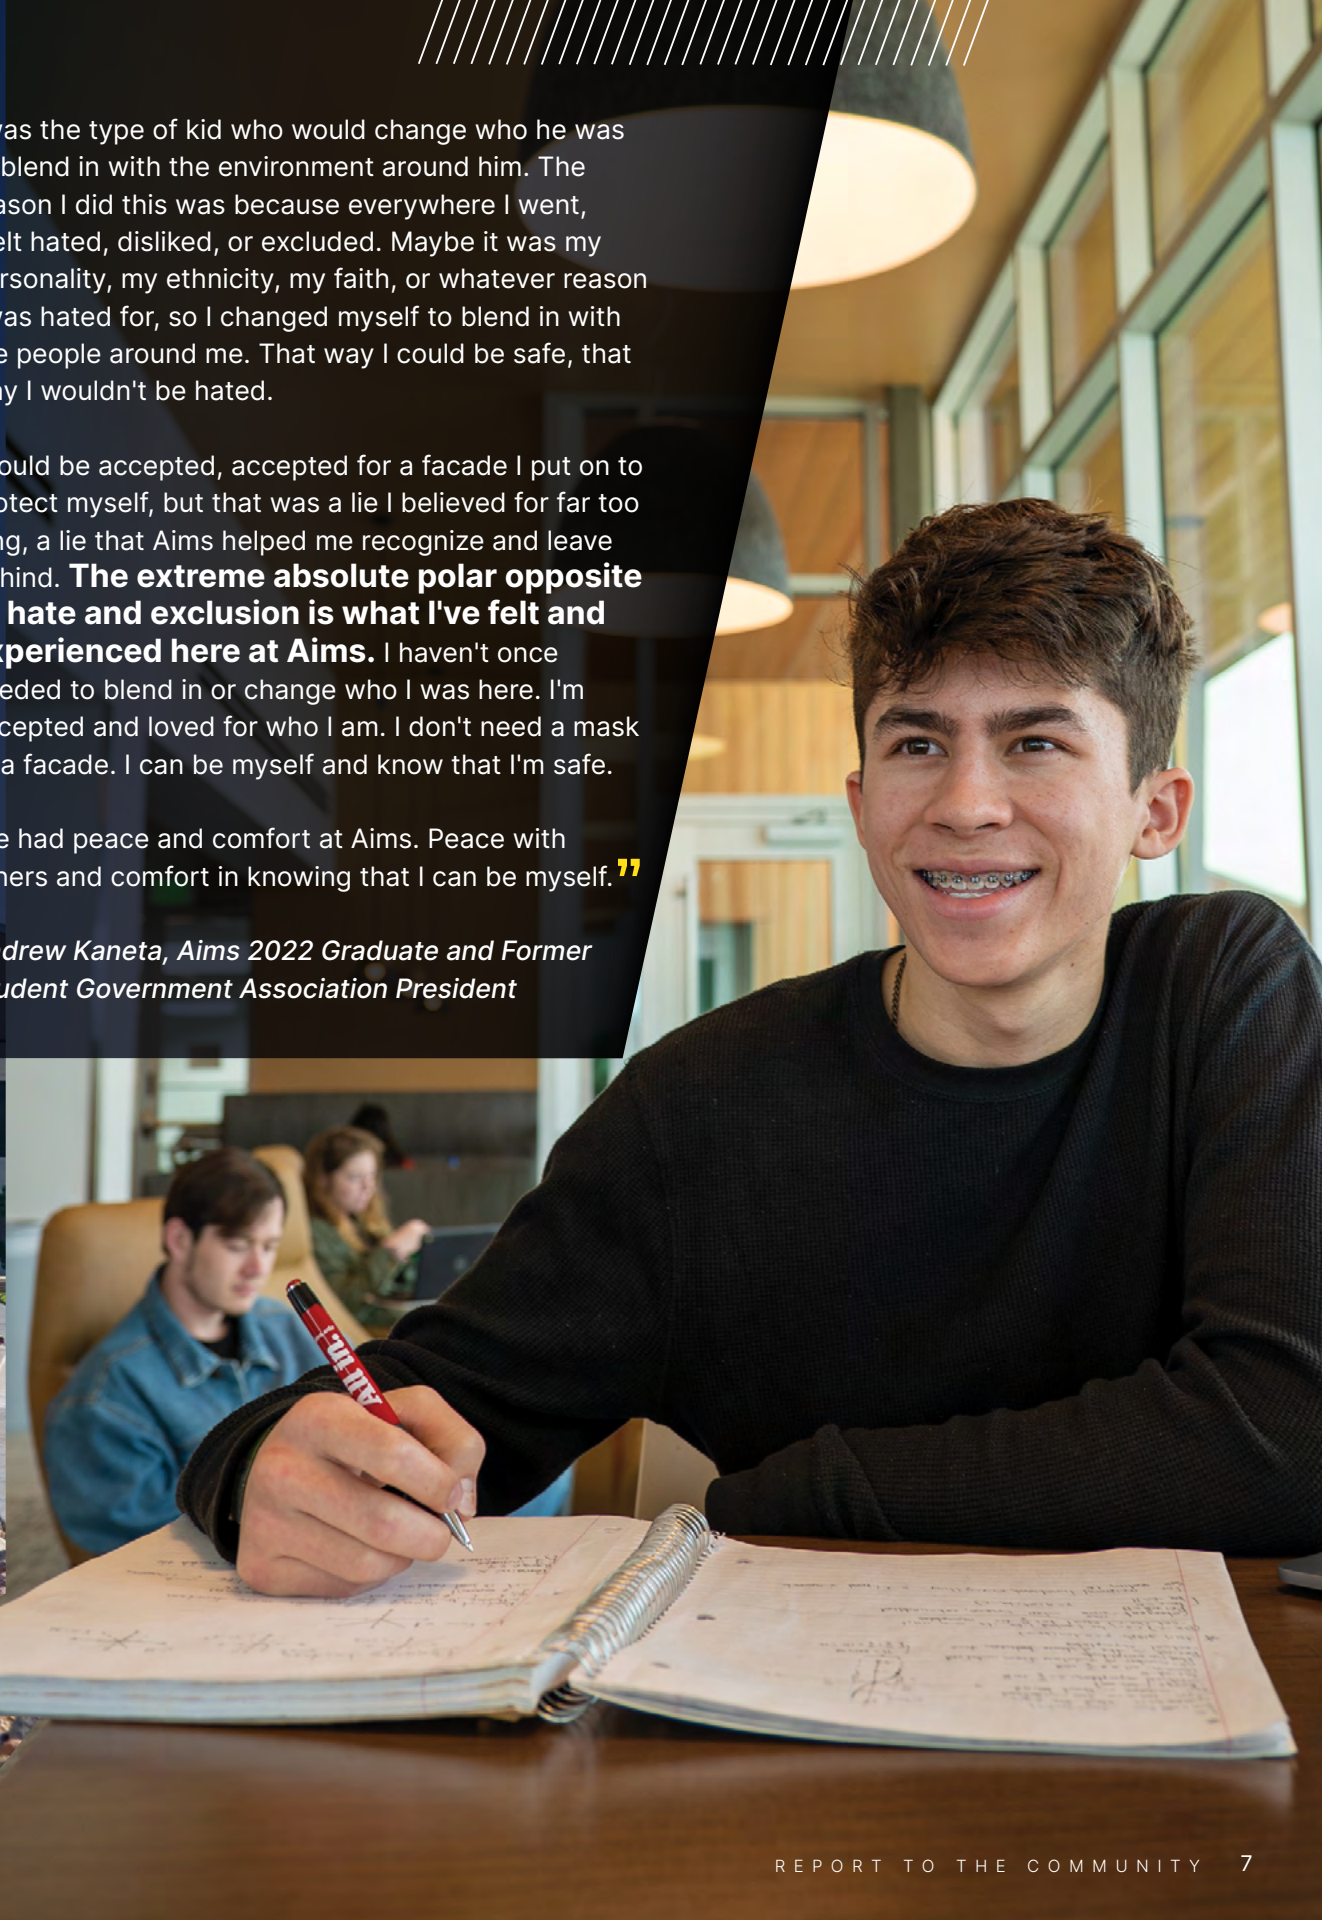 was the type of kid who would change who he was
blend in with the environment around him. The
ason I did this was because everywhere I went,
elt hated, disliked, or excluded. Maybe it was my
rsonality, my ethnicity, my faith, or whatever reason
was hated for, so I changed myself to blend in with
e people around me. That way I could be safe, that
ay I wouldn't be hated.
ould be accepted, accepted for a facade I put on to
otect myself, but that was a lie I believed for far too
ng, a lie that Aims helped me recognize and leave
hind. The extreme absolute polar opposite
hate and exclusion is what I've felt and
xperienced here at Aims. I haven't once
eded to blend in or change who I was here. I'm
cepted and loved for who I am. I don't need a mask
a facade. I can be myself and know that I'm safe.
e had peace and comfort at Aims. Peace with
hers and comfort in knowing that I can be myself.”
ndrew Kaneta, Aims 2022 Graduate and Former
udent Government Association President
All in.
REPORT TO THE COMMUNITY 7